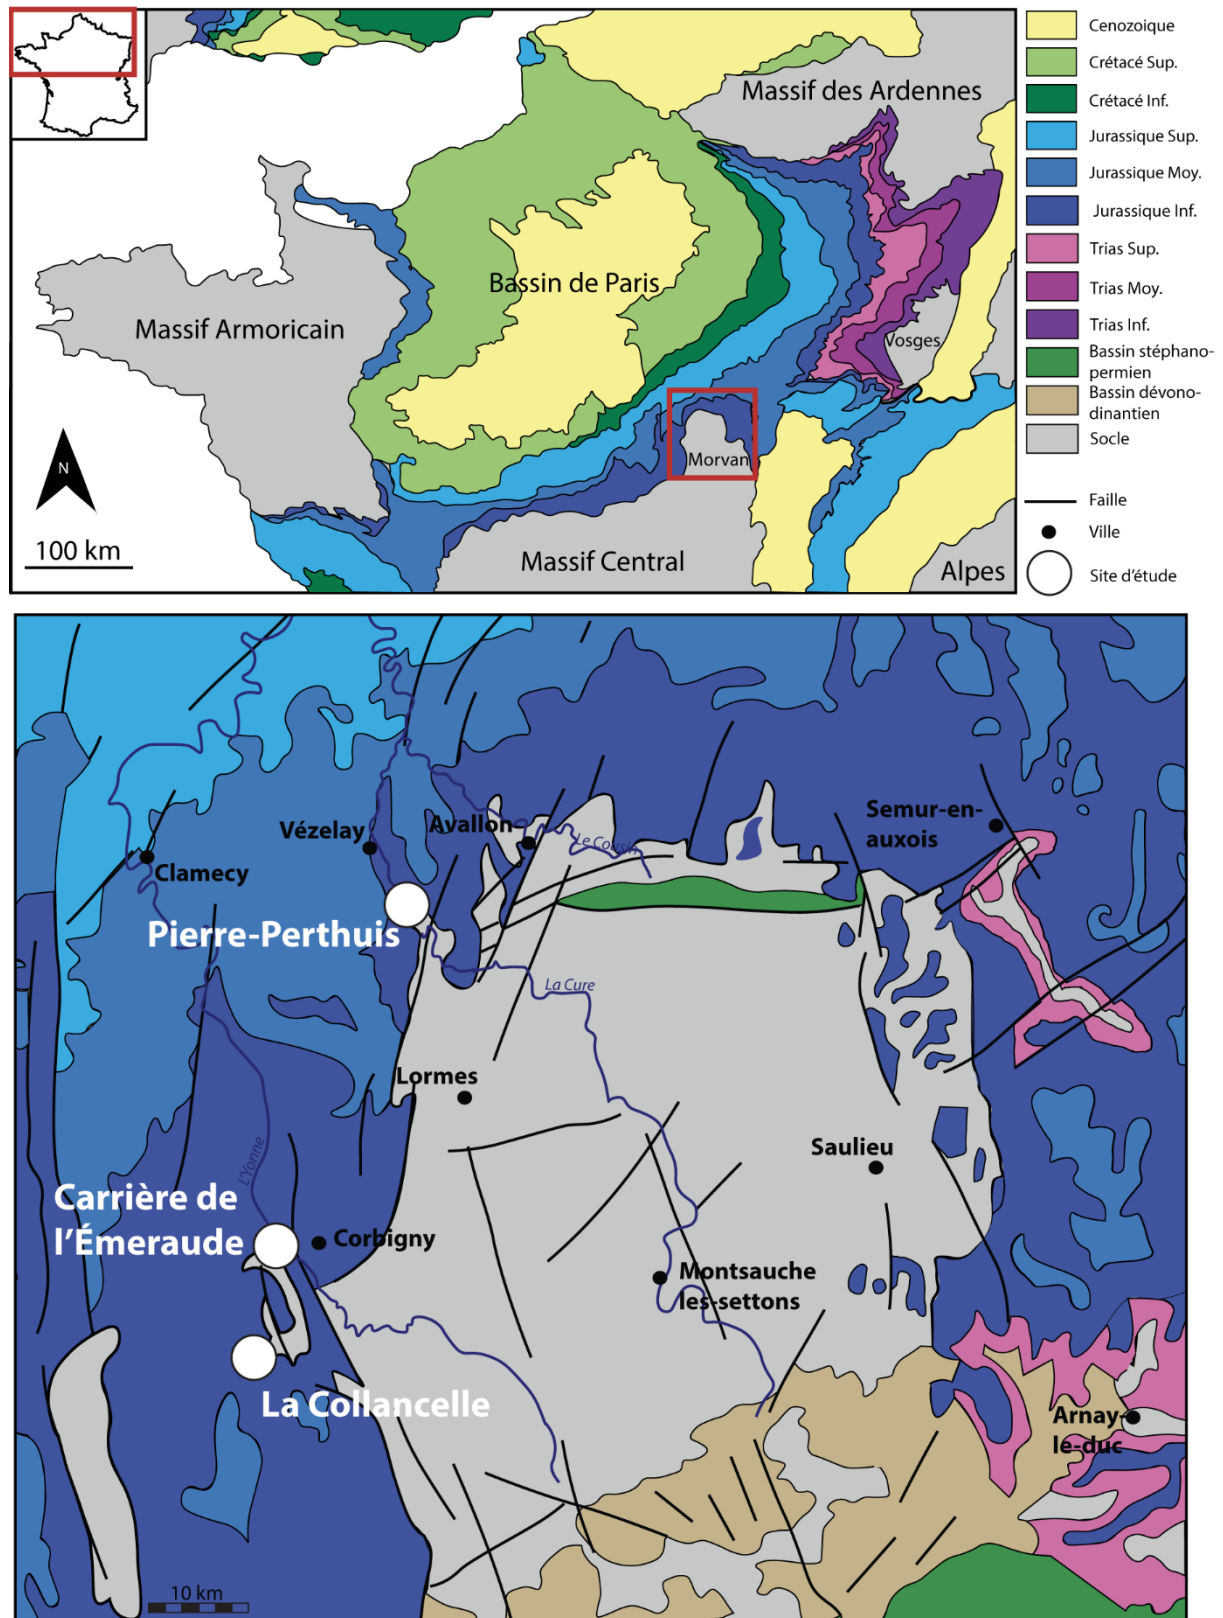 Massif des Ardennes
Bassin de Paris
Massif Armoricain
Vosges
Morvan
Massif Central
Alpes
N
100 km
Cenozoique
Crétacé Sup.
Crétacé Inf.
Jurassique Sup.
Jurassique Moy.
Jurassique Inf.
Trias Sup.
Trias Moy.
Trias Inf.
Bassin stéphano-
permien
Bassin dévono-
dinantien
Socle
Faille
Ville
Site d'étude
Semur-en-
auxois
Vézelay
Avallon
Le Cousin
Clamecy
Pierre-Perthuis
La Cure
Lormes
L'Yonne
Saulieu
Carrière de
l'Émeraude
Corbigny
Montsauche
les-settons
La Collancelle
Arnay-
le-duc
10 km